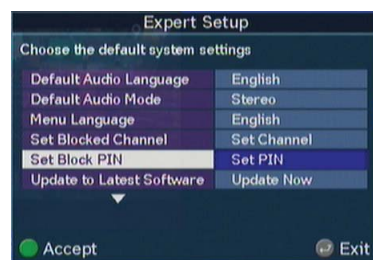 Expert Setup
Choose the default system settings
Default Audio Language English
Default Audio Mode Stereo
Menu Language English
Set Blocked Channel Set Channel
Set Block PIN Set PIN
Update to Latest Software Update Now
Accept Exit